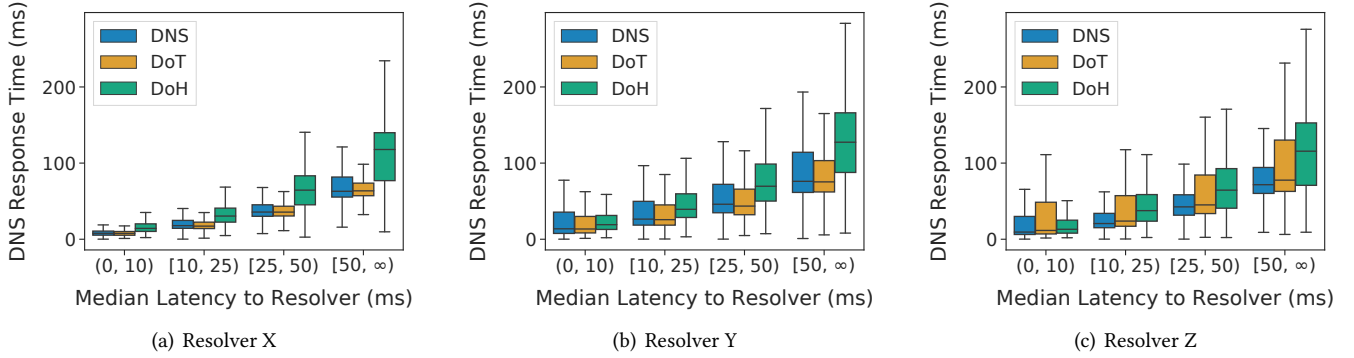 DNS Response Time (ms)
200
100
0
DNS
DoT
DoH
(0, 10)
[10, 25)
[25, 50)
[50, ∞)
Median Latency to Resolver (ms)
(a) Resolver X
DNS Response Time (ms)
200
100
0
DNS
DoT
DoH
(0, 10)
[10, 25)
[25, 50)
[50, ∞)
Median Latency to Resolver (ms)
(b) Resolver Y
DNS Response Time (ms)
200
100
0
DNS
DoT
DoH
(0, 10)
[10, 25)
[25, 50)
[50, ∞)
Median Latency to Resolver (ms)
(c) Resolver Z